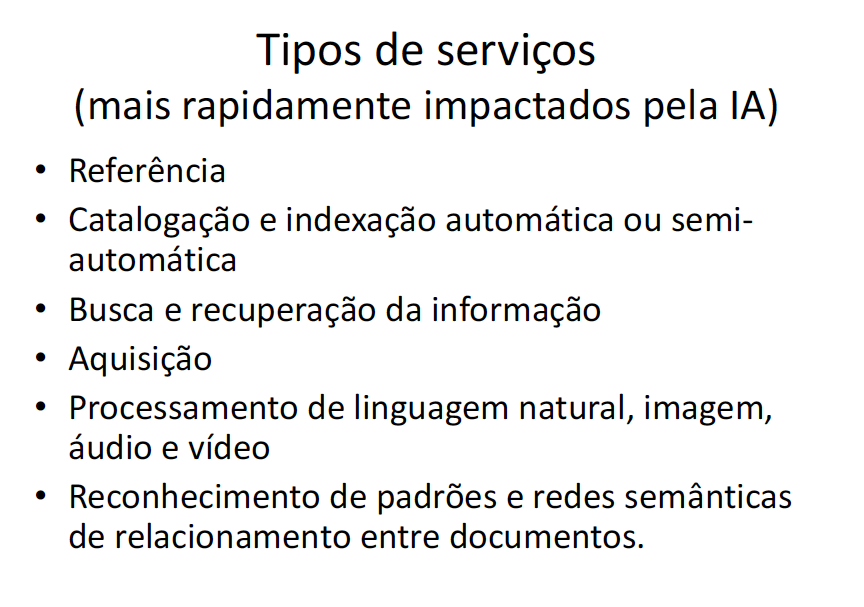 Tipos de serviços
(mais rapidamente impactados pela IA)
• Referência
• Catalogação e indexação automática ou semi-
automática
• Busca e recuperação da informação
• Aquisição
• Processamento de linguagem natural, imagem,
áudio e vídeo
• Reconhecimento de padrões e redes semânticas
de relacionamento entre documentos.